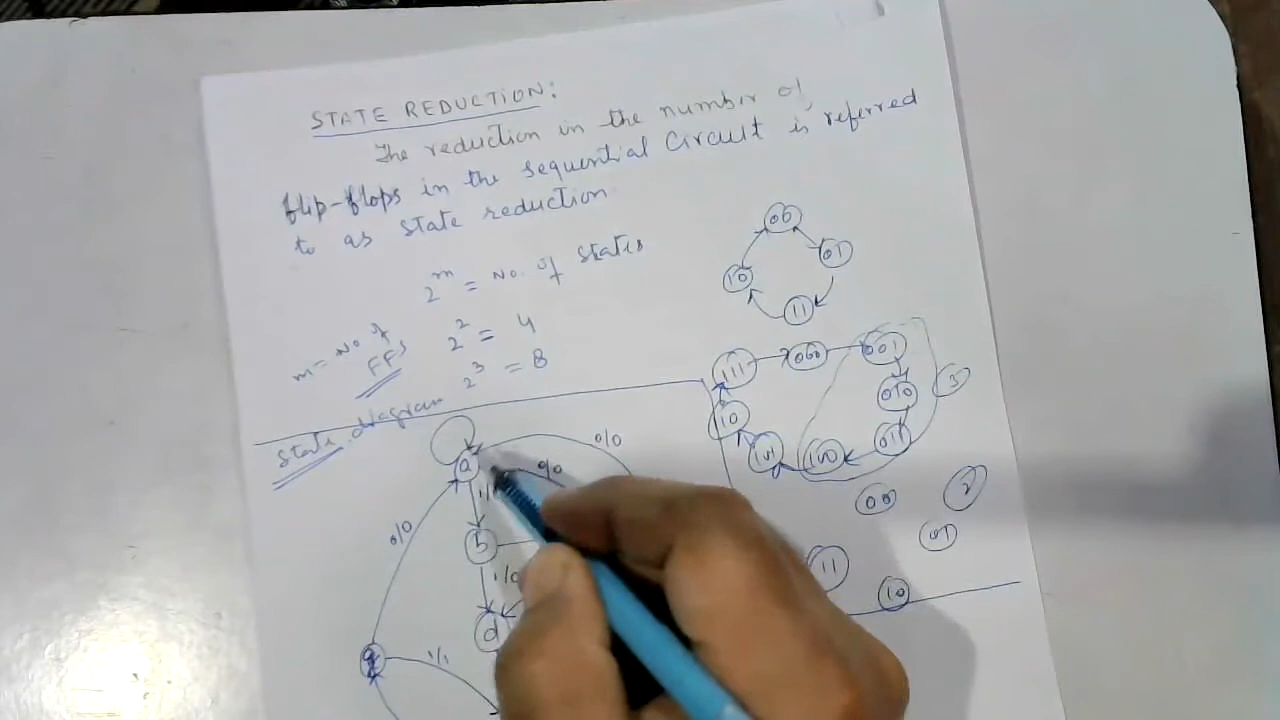 STATE REDUCTION:
The reduction in the number of
flip-flops in the sequential circuit is referred
to as state reduction
2^m = No. of states
m = No of
FFs
2^2 = 4
2^3 = 8
State diagram
00
01
11
10
111
000
001
010
011
100
101
10
3
2
00
01
11
10
0/0
0/0
a
b
1/0
d
0/0
g
1/1